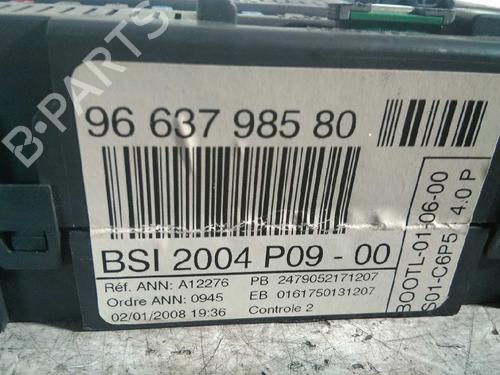 B-PARTS
96 637 985 80
BSI 2004 P09 - 00
Réf. ANN: A12276 PB 2479052171207
Ordre ANN: 0945 EB 0161750131207
02/01/2008 19:36 Controle 2
BOOTL-01-06-00
S01-C6F5 4.0 P